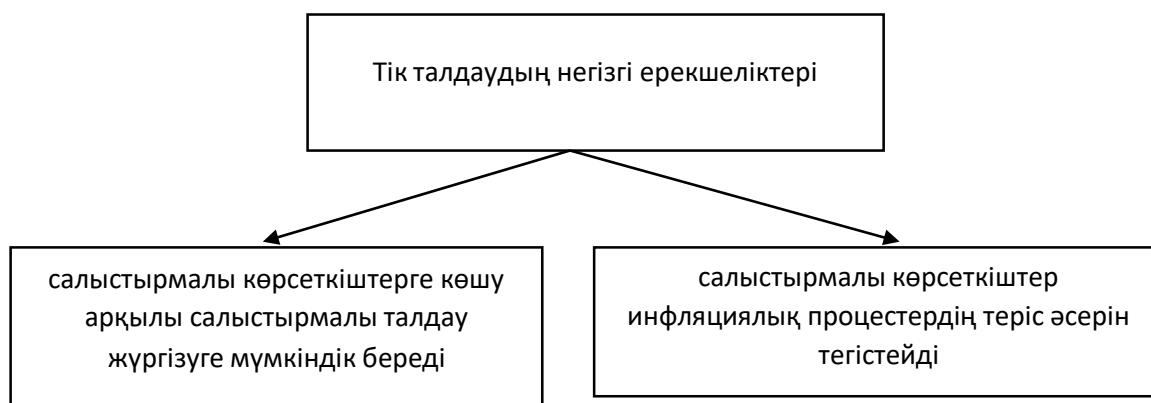 Тік талдаудың негізгі ерекшеліктері
салыстырмалы көрсеткіштерге көшу
арқылы салыстырмалы талдау
жүргізуге мүмкіндік береді
салыстырмалы көрсеткіштер
инфляциялық процестердің теріс әсерін
тегістейді